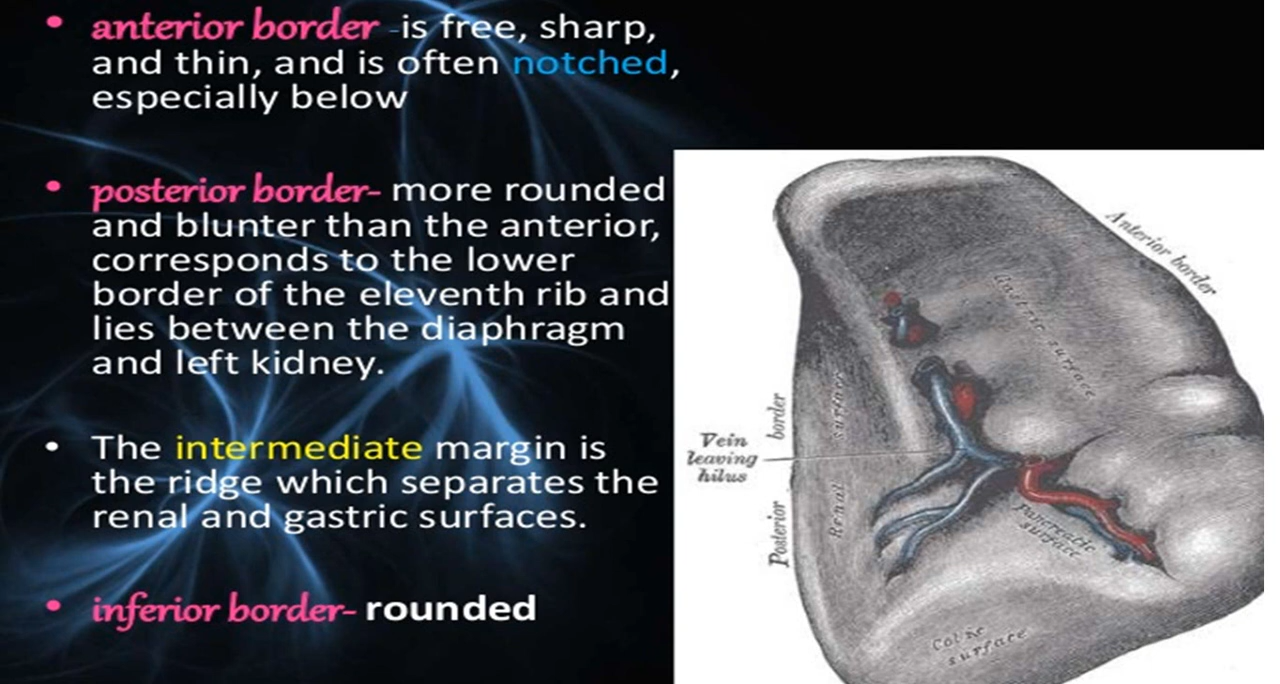 • anterior border -is free, sharp,
and thin, and is often notched,
especially below
• posterior border- more rounded
and blunter than the anterior,
corresponds to the lower
border of the eleventh rib and
lies between the diaphragm
and left kidney.
• The intermediate margin is
the ridge which separates the
renal and gastric surfaces.
• inferior border- rounded
Anterior border
surface
Posterior border
Renal surface
Vein
leaving
hilus
Pancreatic
surface
surface